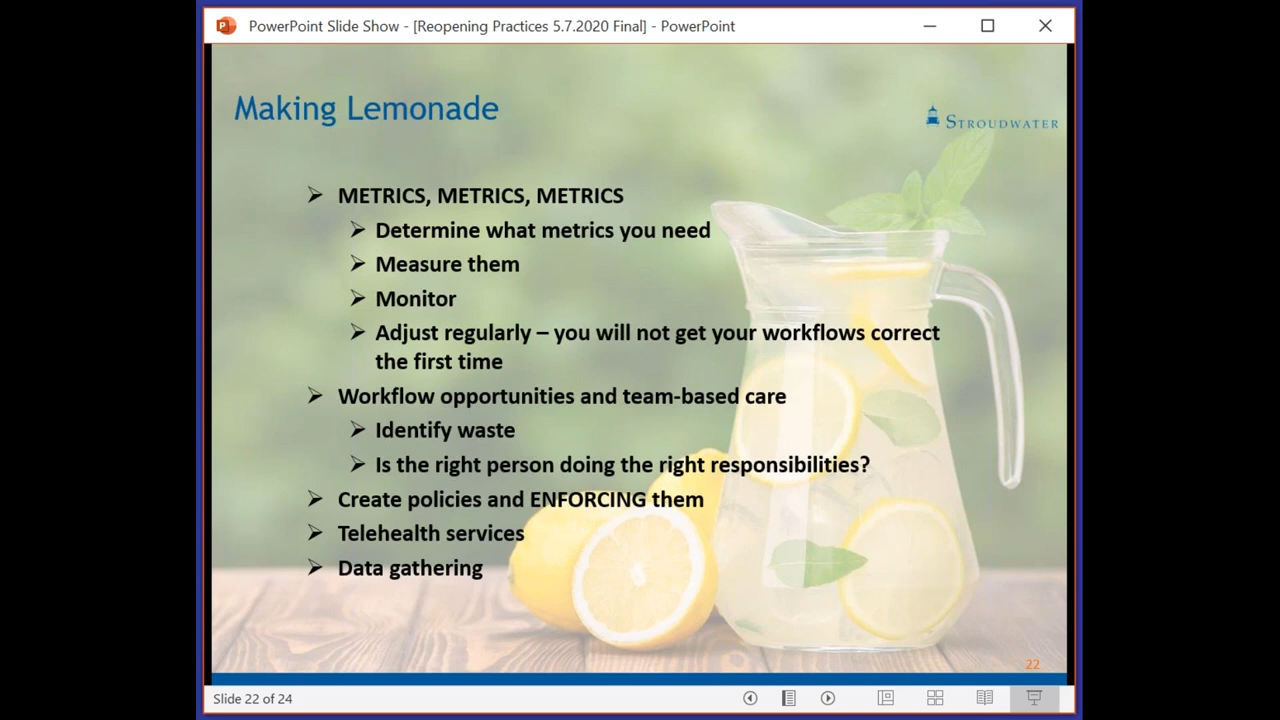 PowerPoint Slide Show - [Reopening Practices 5.7.2020 Final] - PowerPoint
Making Lemonade
STROUDWATER
METRICS, METRICS, METRICS
Determine what metrics you need
Measure them
Monitor
Adjust regularly – you will not get your workflows correct
the first time
Workflow opportunities and team-based care
Identify waste
Is the right person doing the right responsibilities?
Create policies and ENFORCING them
Telehealth services
Data gathering
22
Slide 22 of 24